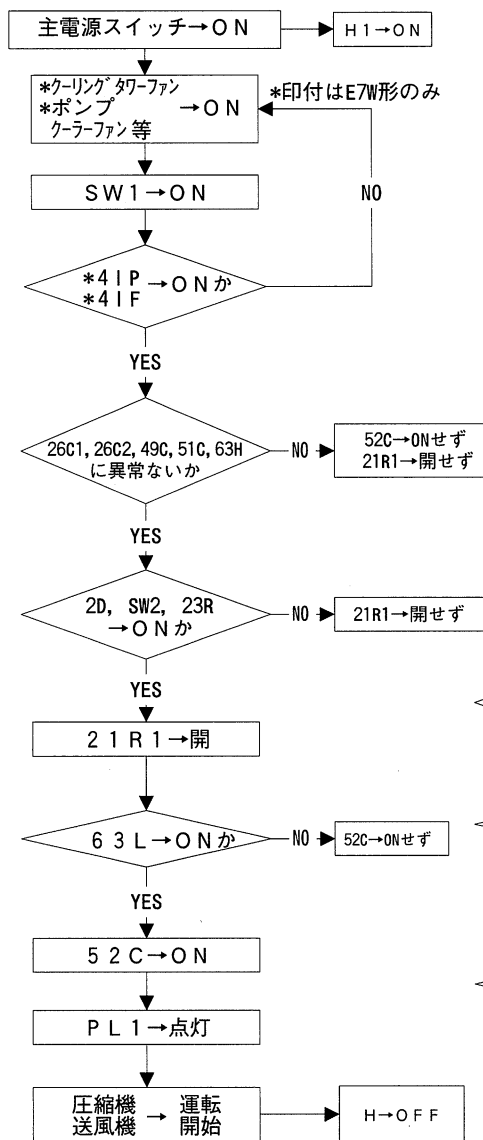 主電源スイッチ→ON
H1→ON
*クーリングタワーファン
*ポンプ →ON
クーラーファン等
*印付はE7W形のみ
SW1→ON
NO
*41P →ONか
*41F
YES
26C1, 26C2, 49C, 51C, 63H
に異常ないか
NO
52C→ONせず
21R1→開せず
YES
2D, SW2, 23R
→ONか
NO
21R1→開せず
YES
21R1→開
63L→ONか
NO
52C→ONせず
YES
52C→ON
PL1→点灯
圧縮機 → 運転
送風機 開始
H→OFF